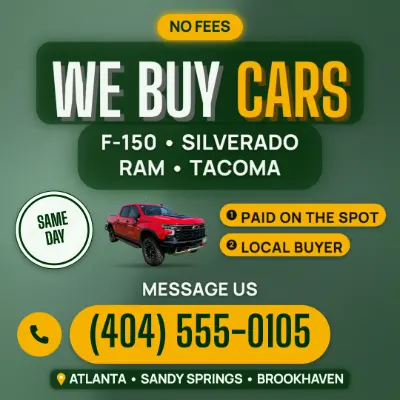 NO FEES
WE BUY CARS
F-150 • SILVERADO
RAM • TACOMA
SAME
DAY
1 PAID ON THE SPOT
2 LOCAL BUYER
MESSAGE US
(404) 555-0105
ATLANTA • SANDY SPRINGS • BROOKHAVEN